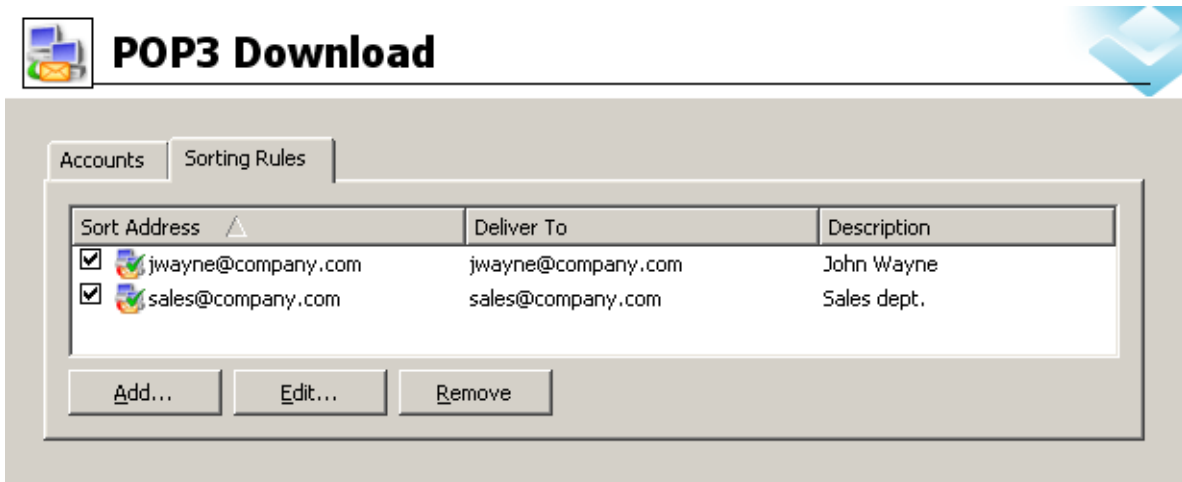 POP3 Download
Accounts Sorting Rules
Sort Address Deliver To Description
jwayne@company.com jwayne@company.com John Wayne
sales@company.com sales@company.com Sales dept.
Add... Edit... Remove